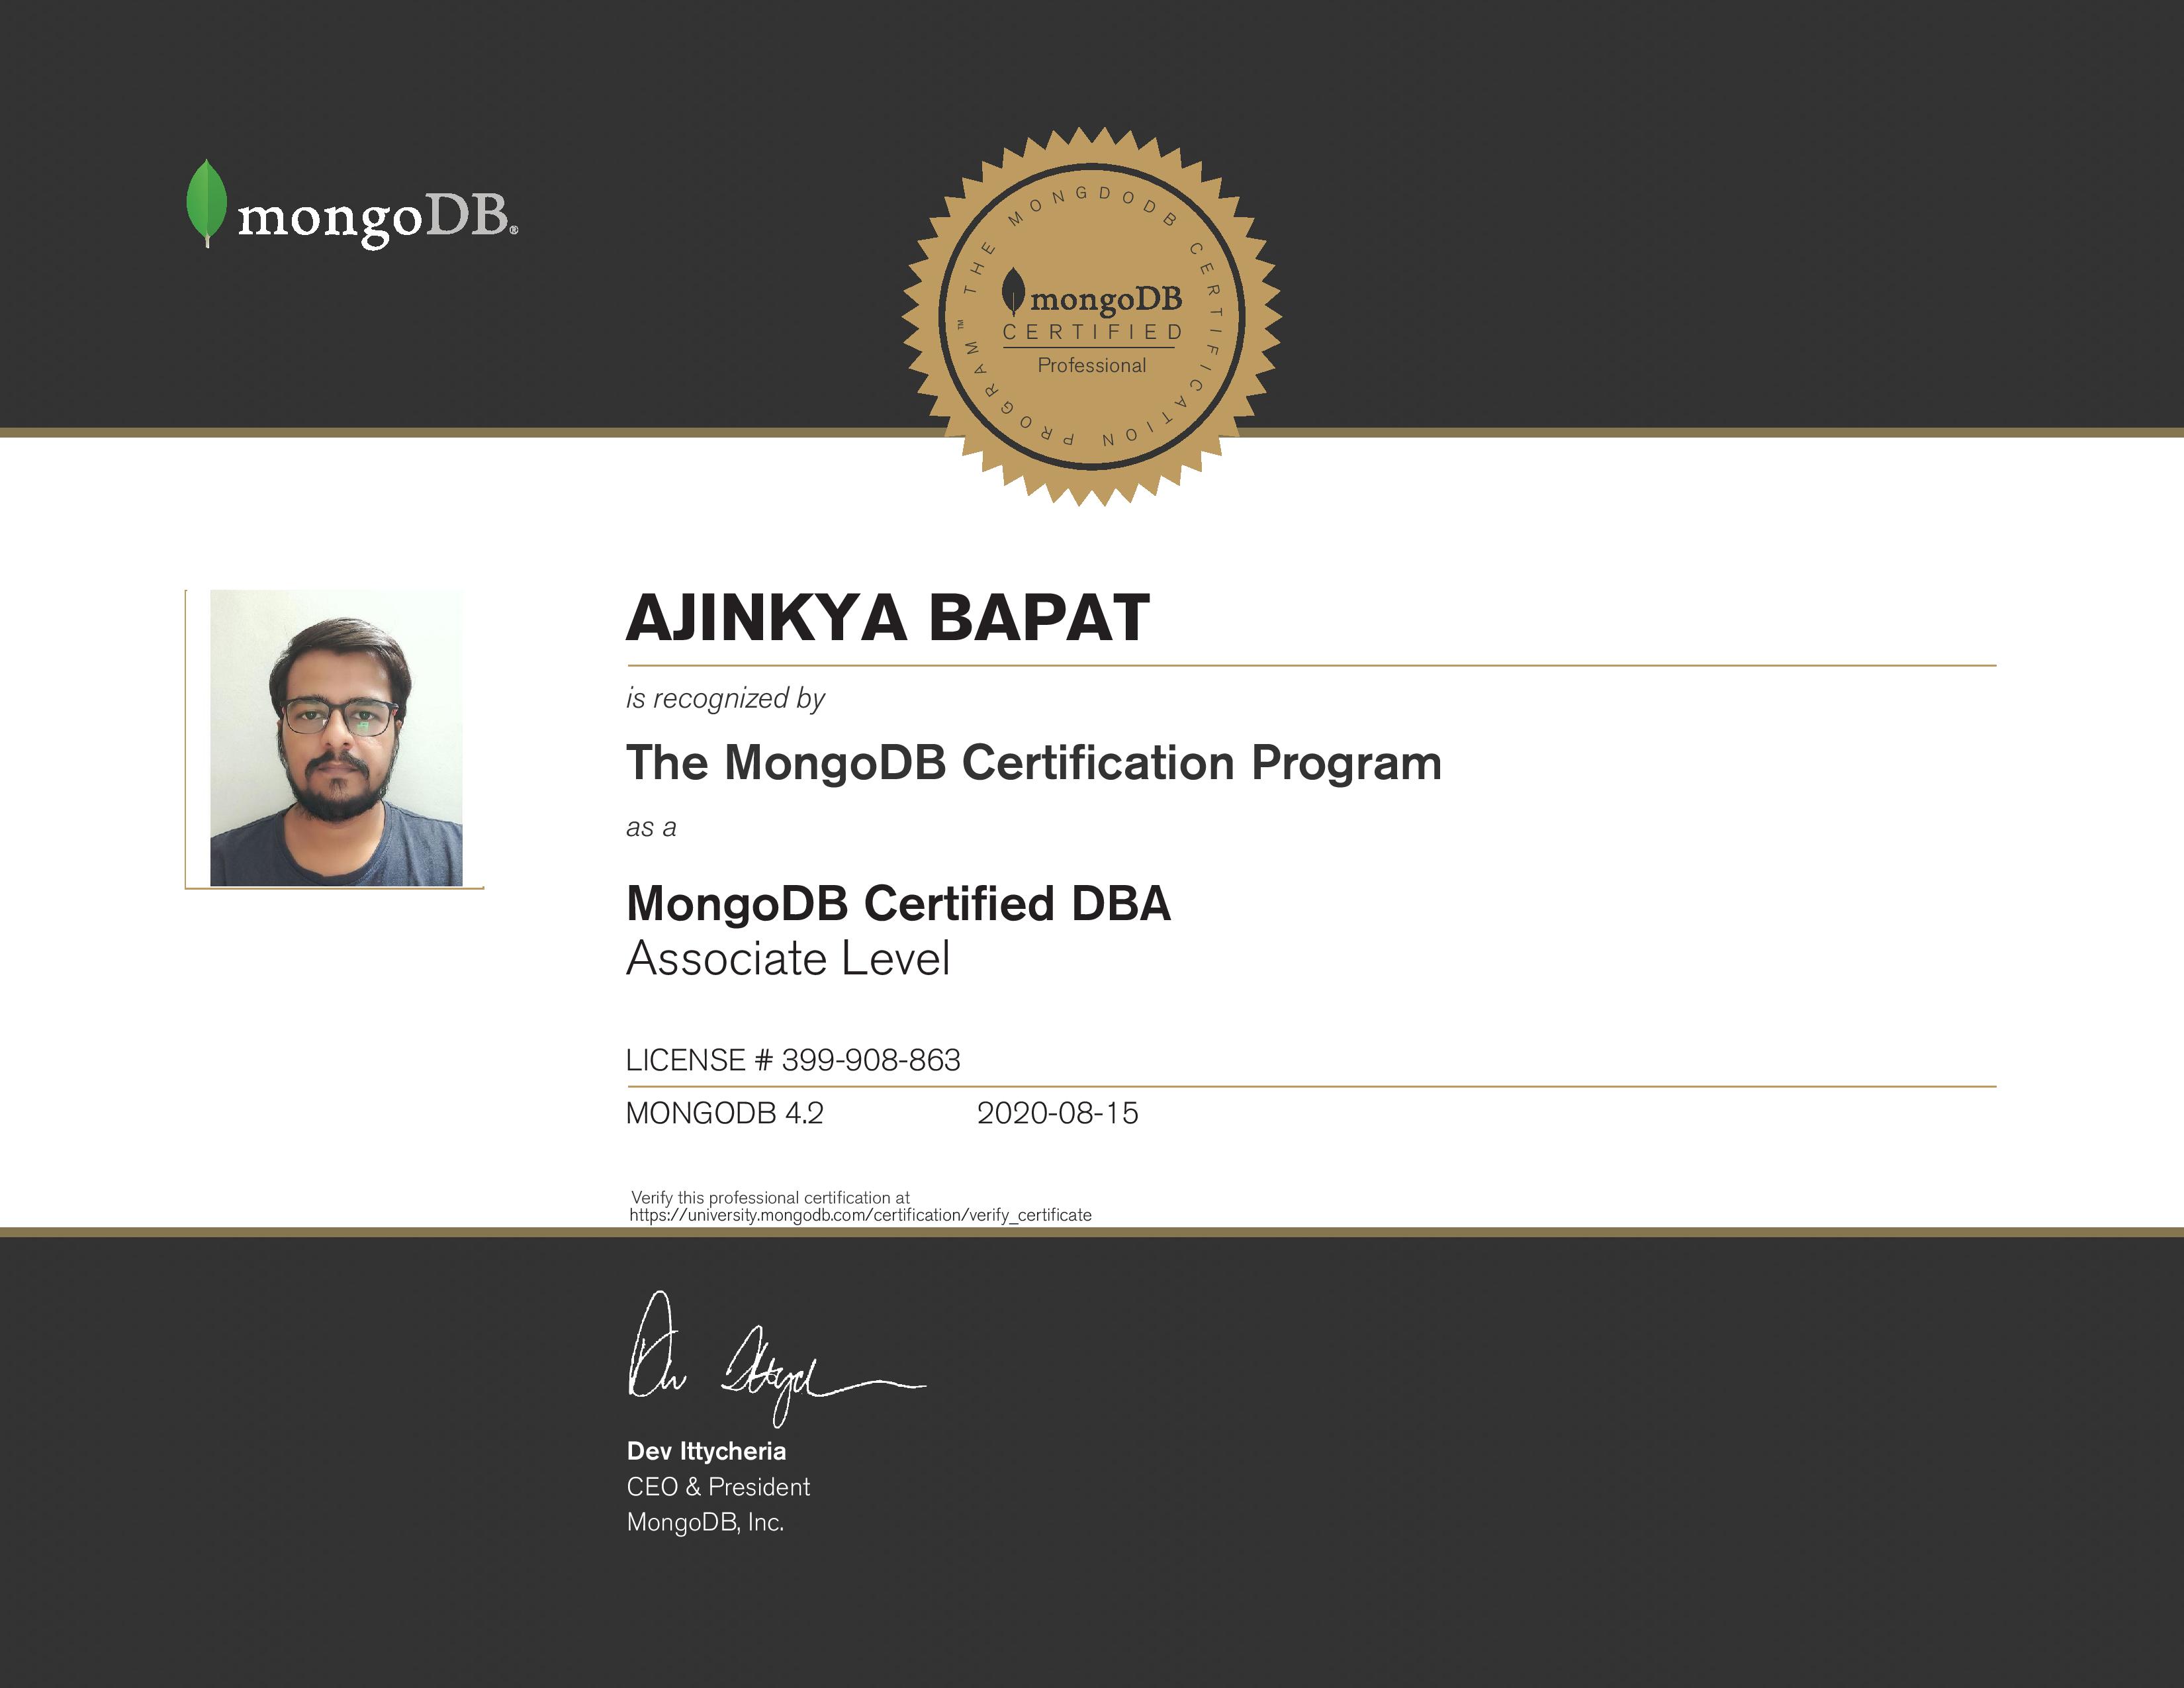 mongoDB®
THE MONGDODB CERTIFICATION PROGRAM™
mongoDB
CERTIFIED
Professional
AJINKYA BAPAT
is recognized by
The MongoDB Certification Program
as a
MongoDB Certified DBA
Associate Level
LICENSE # 399-908-863
MONGODB 4.2 2020-08-15
Verify this professional certification at
https://university.mongodb.com/certification/verify_certificate
Dev Ittycheria
CEO & President
MongoDB, Inc.